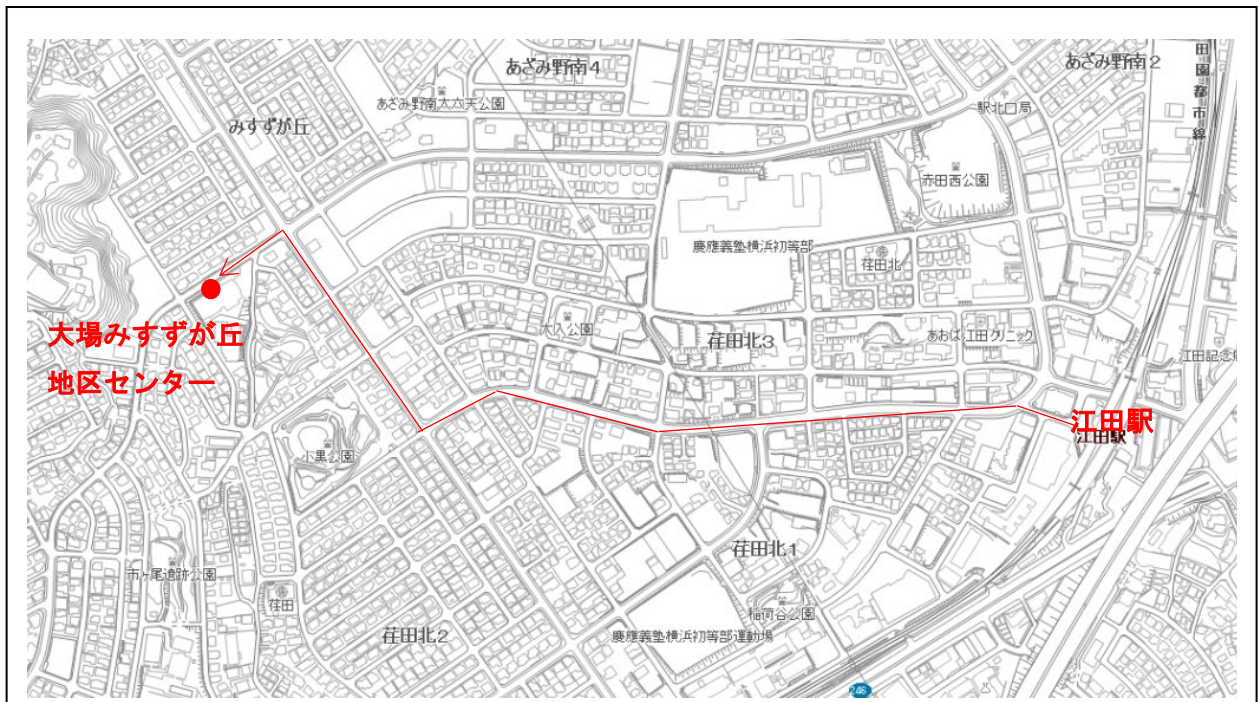 あざみ野南4
あざみ野南2
田園都市線
あざみ野南大六天公園
駅北口局
みすずが丘
赤田西公園
慶應義塾横浜初等部
荏田北
大入公園
荏田北3
あおば江田クリニック
江田記念病
大場みすずが丘
地区センター
江田駅
江田駅
小黒公園
荏田北1
市ヶ尾遺跡公園
荏田
稲荷谷公園
荏田北2
慶應義塾横浜初等部運動場
246